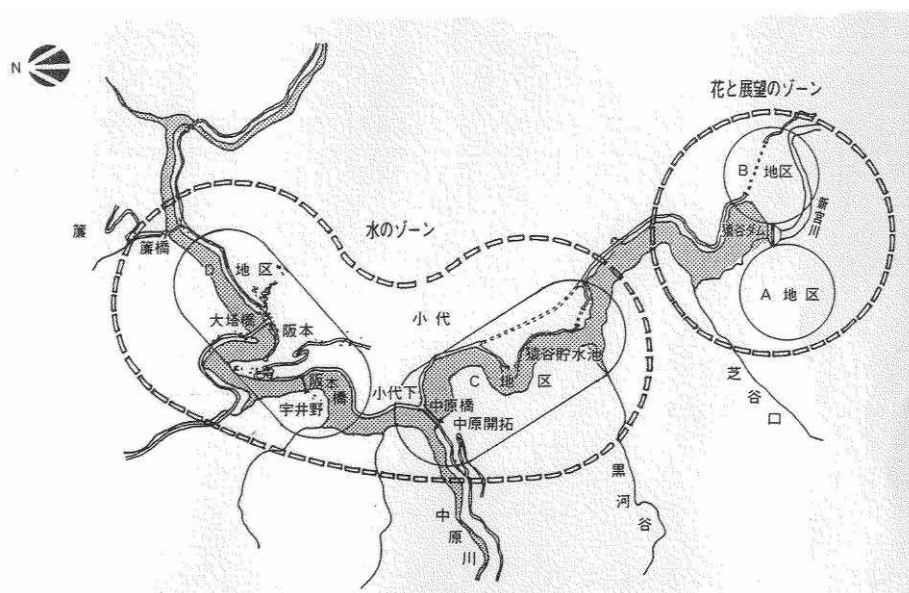 N
花と展望のゾーン
B 地区
新宮川
猿谷ダム
A 地区
水のゾーン
簾
簾橋
D 地区
大塔橋
阪本
小代
猿谷貯水池
C 地区
阪本橋
宇井野
小代下
中原橋
中原開拓
芝谷口
黒河谷
中原川